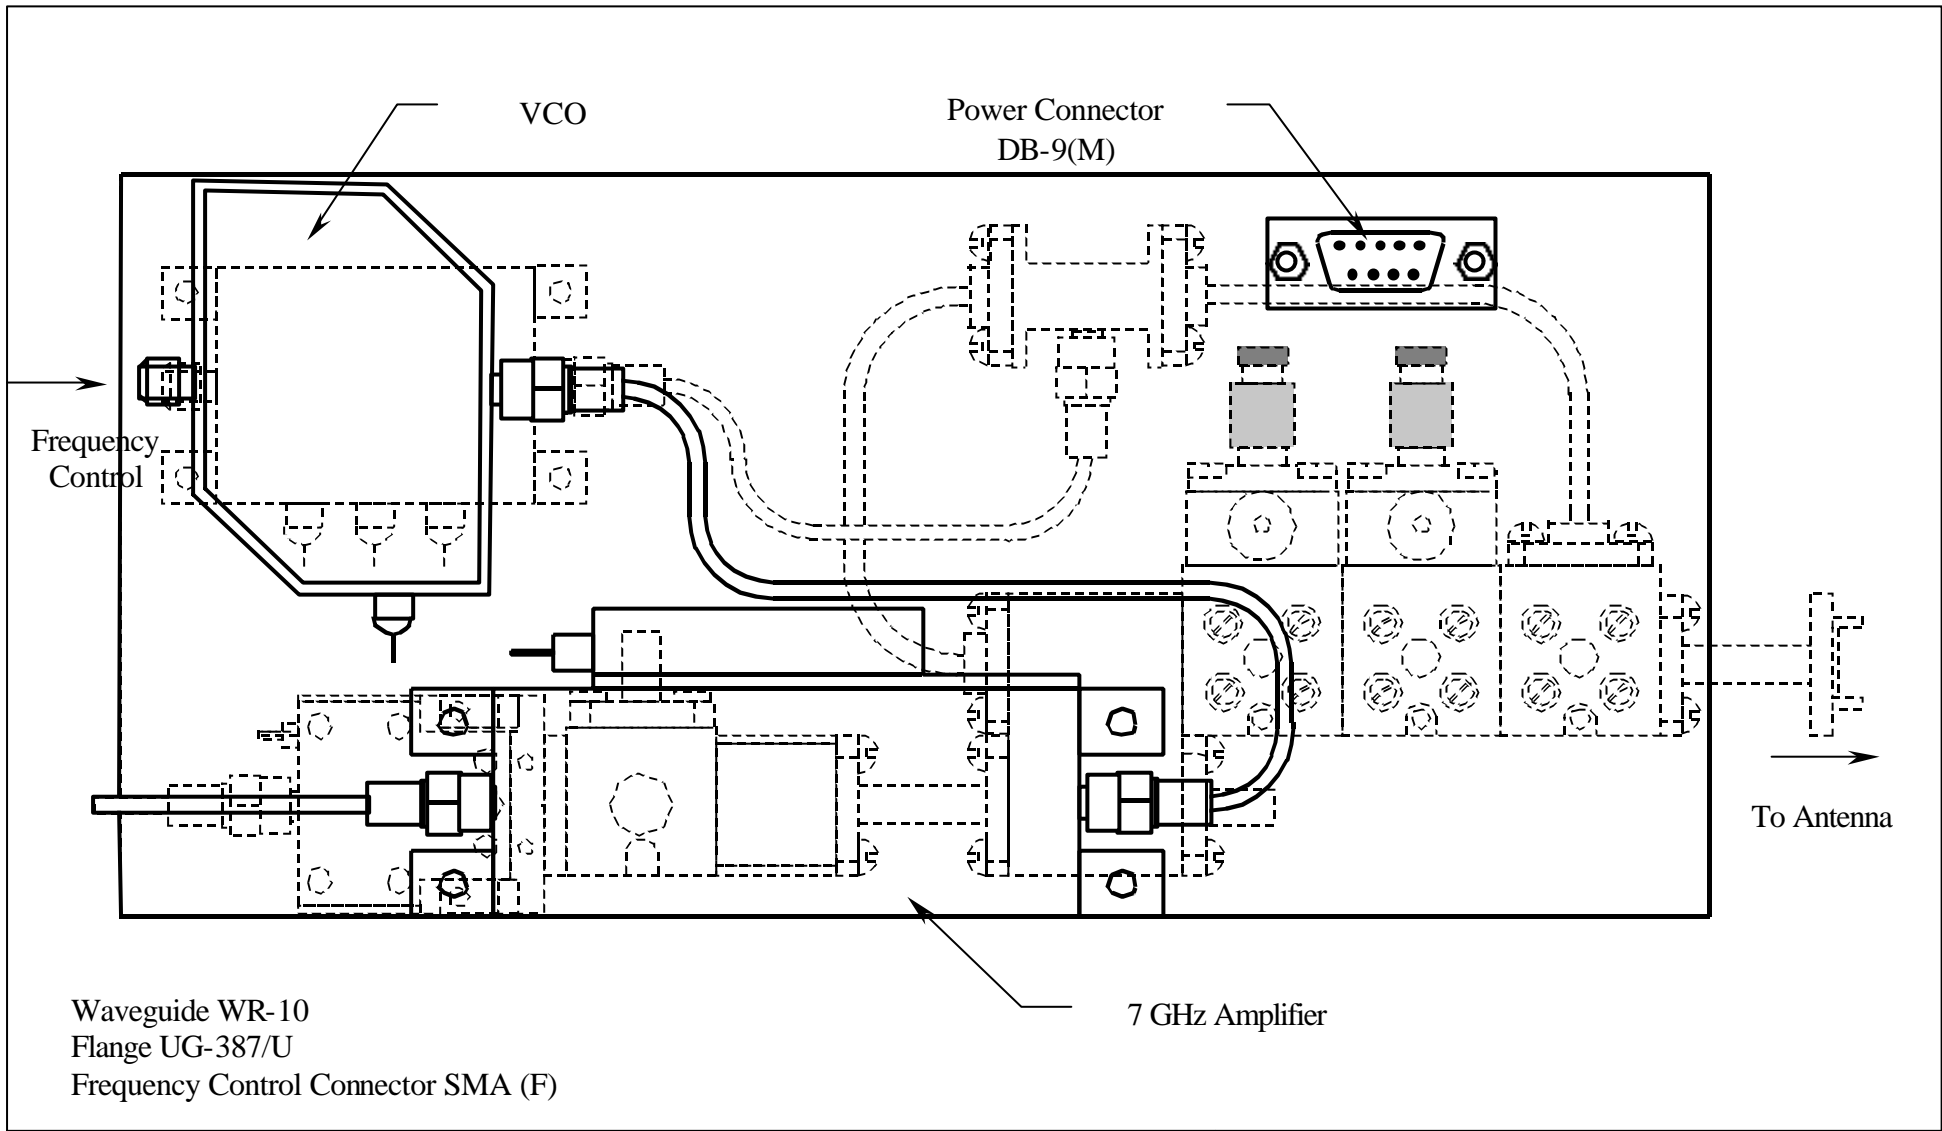 VCO
Power Connector
DB-9(M)
Frequency
Control
To Antenna
7 GHz Amplifier
Waveguide WR-10
Flange UG-387/U
Frequency Control Connector SMA (F)